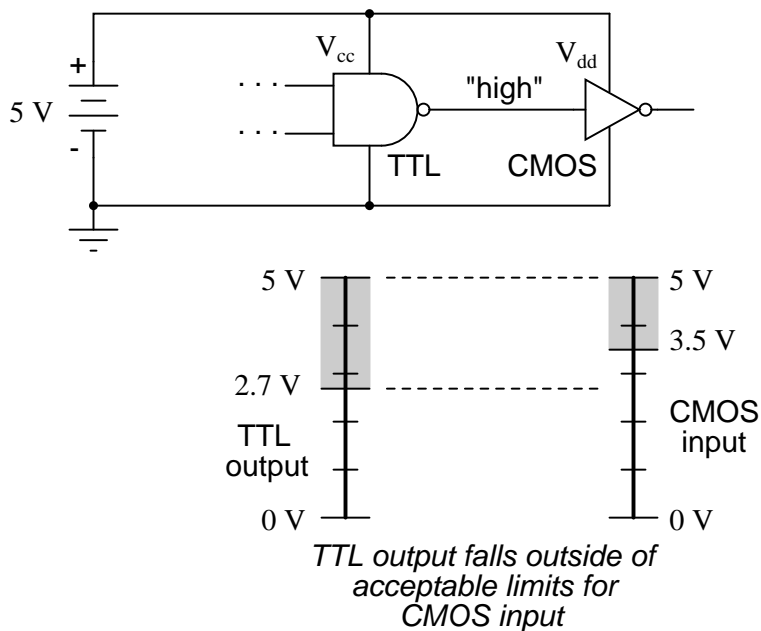 Vcc
Vdd
+
. . .
"high"
5 V
-
. . .
TTL
CMOS
5 V
5 V
3.5 V
2.7 V
TTL
output
CMOS
input
0 V
0 V
TTL output falls outside of
acceptable limits for
CMOS input